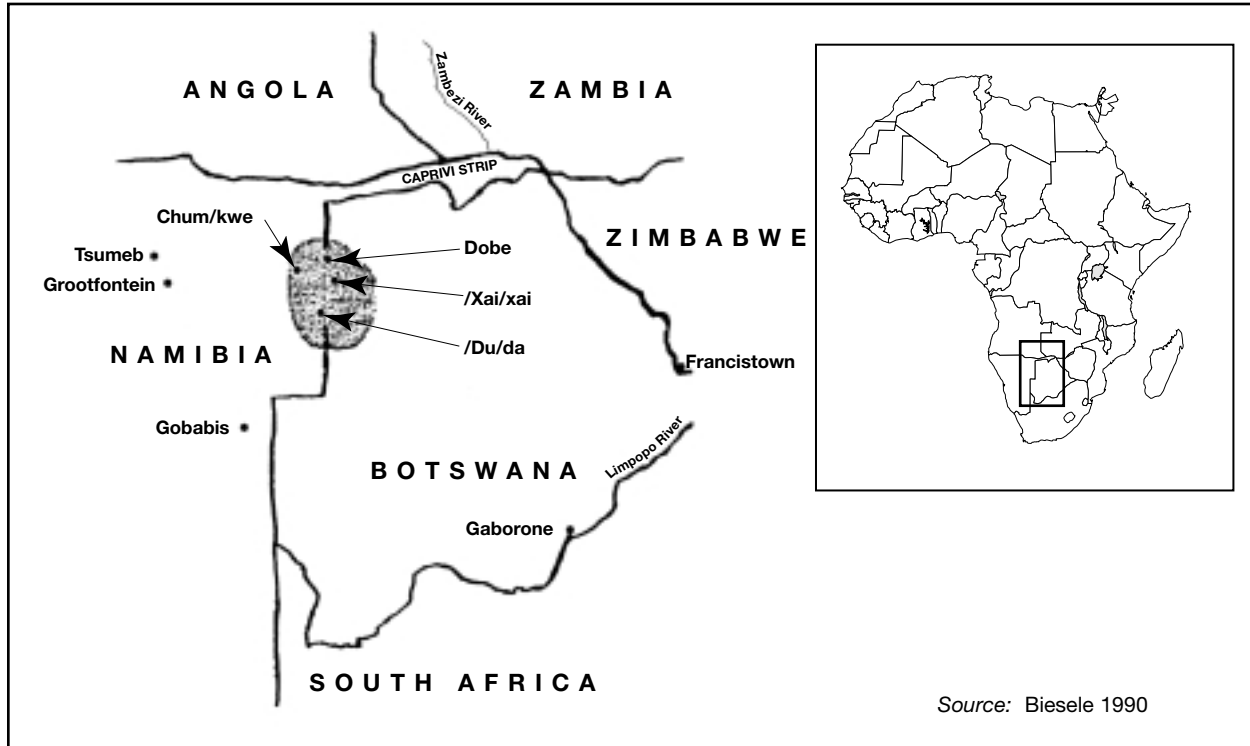 ANGOLA
ZAMBIA
Zambezi River
CAPRIVI STRIP
Chum/kwe
ZIMBABWE
Tsumeb
Dobe
Grootfontein
/Xai/xai
/Du/da
NAMIBIA
Francistown
Gobabis
BOTSWANA
Limpopo River
Gaborone
SOUTH AFRICA
Source: Biesele 1990